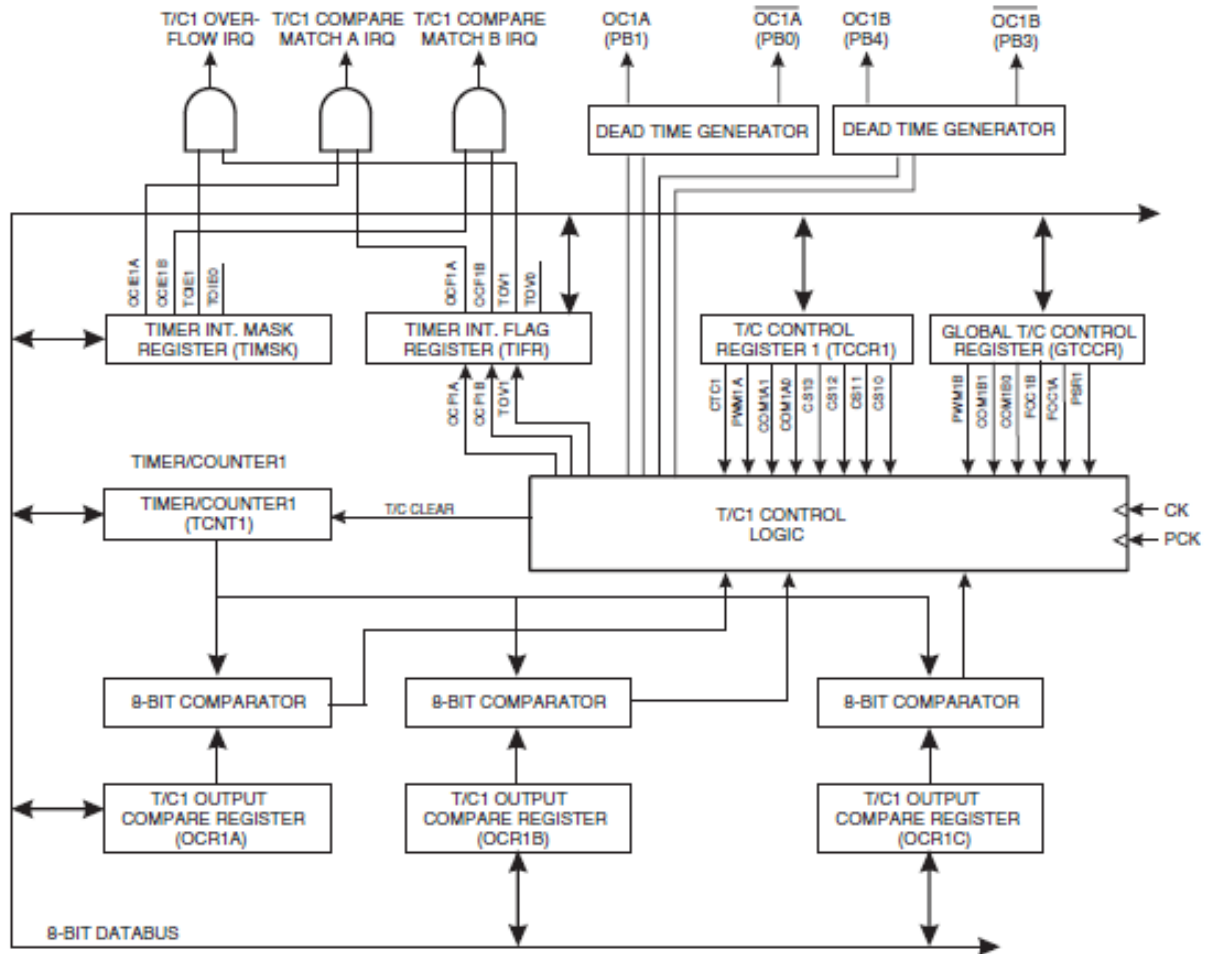 T/C1 OVER-
FLOW IRQ
T/C1 COMPARE
MATCH A IRQ
T/C1 COMPARE
MATCH B IRQ
OC1A
(PB1)
OC1A
(PB0)
OC1B
(PB4)
OC1B
(PB3)
DEAD TIME GENERATOR
DEAD TIME GENERATOR
OCIE1A
OCIE1B
TOIE1
TOIE0
OCF1A
OCF1B
TOV1
TOV0
TIMER INT. MASK
REGISTER (TIMSK)
TIMER INT. FLAG
REGISTER (TIFR)
T/C CONTROL
REGISTER 1 (TCCR1)
GLOBAL T/C CONTROL
REGISTER (GTCCR)
OCF1A
OCF1B
TOV1
CTC1
PWM1A
COM1A1
COM1A0
CS13
CS12
CS11
CS10
PWM1B
COM1B1
COM1B0
FOC1B
FOC1A
PSR1
TIMER/COUNTER1
TIMER/COUNTER1
(TCNT1)
T/C CLEAR
T/C1 CONTROL
LOGIC
CK
PCK
8-BIT COMPARATOR
8-BIT COMPARATOR
8-BIT COMPARATOR
T/C1 OUTPUT
COMPARE REGISTER
(OCR1A)
T/C1 OUTPUT
COMPARE REGISTER
(OCR1B)
T/C1 OUTPUT
COMPARE REGISTER
(OCR1C)
8-BIT DATABUS